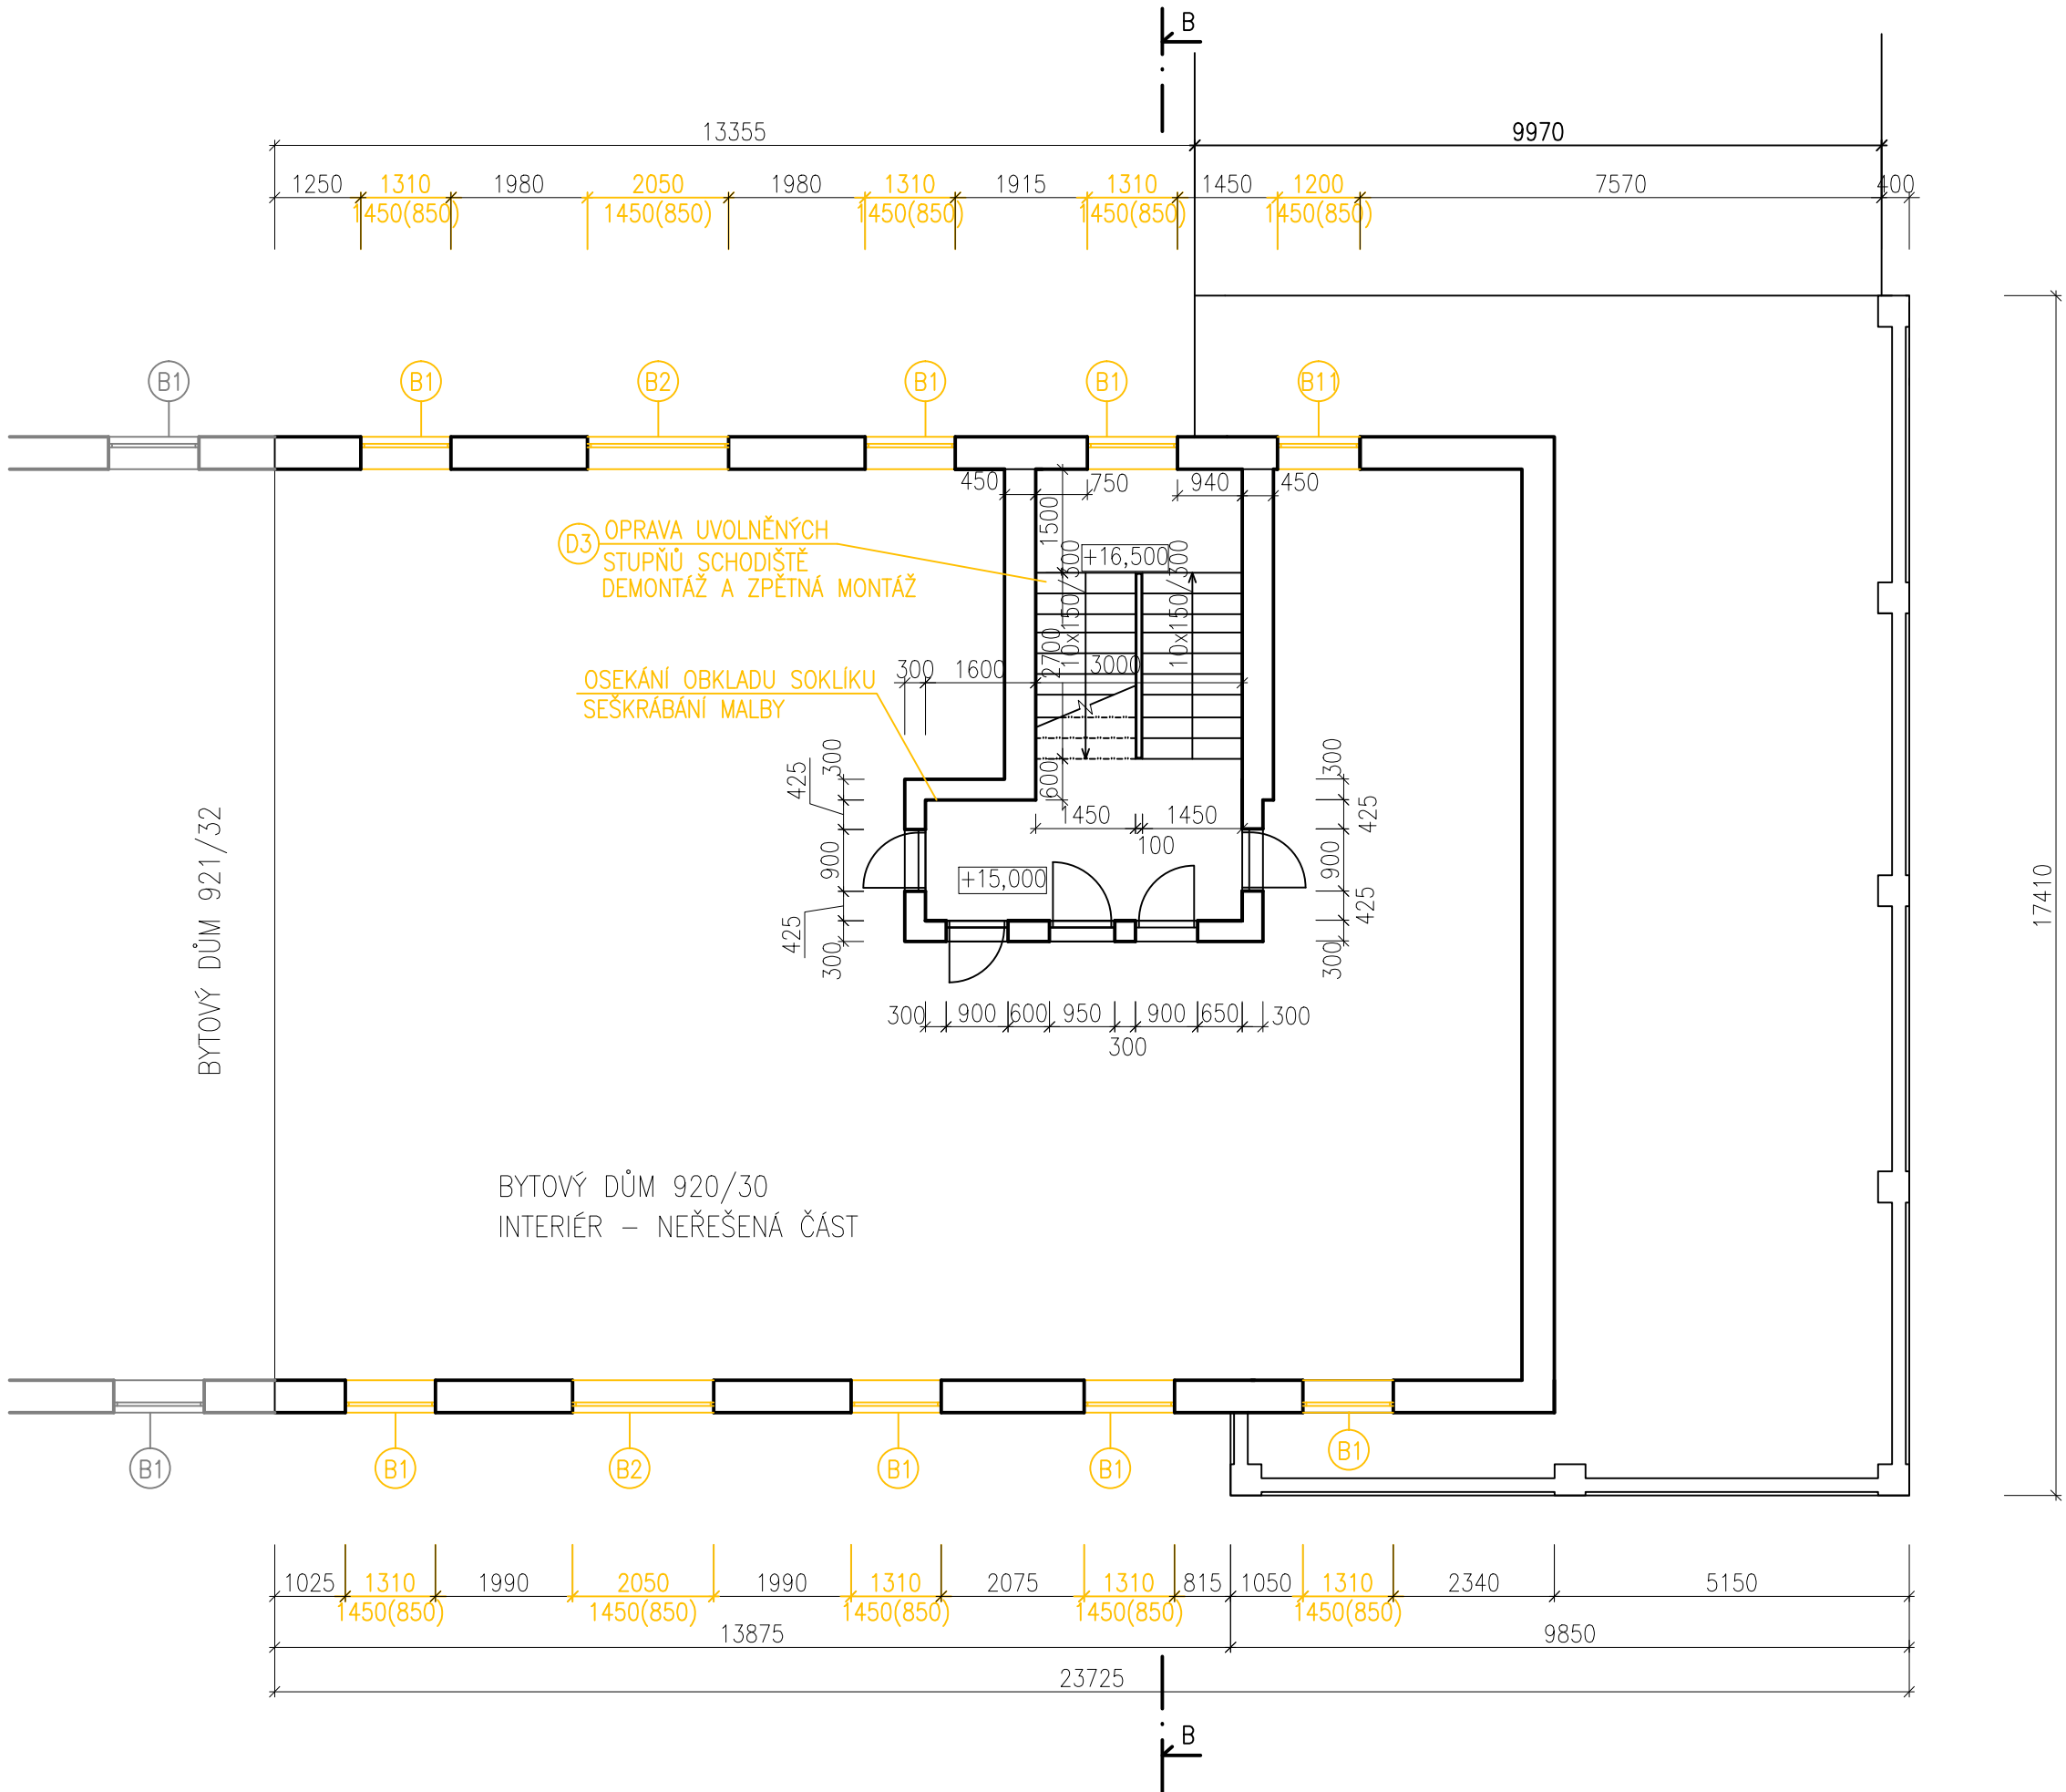 B
13355
9970
1250 1310 1980 2050 1980 1310 1915 1310 1450 1200 7570 400
1450(850) 1450(850) 1450(850) 1450(850) 1450(850)
B1 B1 B2 B1 B1 B11
450 750 940 450
1500
D3 OPRAVA UVOLNĚNÝCH
STUPŇŮ SCHODIŠTĚ
DEMONTÁŽ A ZPĚTNÁ MONTÁŽ
+16,500
10x150/300
10x150/300
2700
OSEKÁNÍ OBKLADU SOKLÍKU
SEŠKRÁBÁNÍ MALBY
300 1600 3000
600
1450 1450
100
300
425
900
425
300
300
425
900
425
300
+15,000
300 900 600 950 900 650 300
300
17410
BYTOVÝ DŮM 921/32
BYTOVÝ DŮM 920/30
INTERIÉR – NEŘEŠENÁ ČÁST
B1 B1 B2 B1 B1 B1
1025 1310 1990 2050 1990 1310 2075 1310 815 1050 1310 2340 5150
1450(850) 1450(850) 1450(850) 1450(850) 1450(850)
13875 9850
23725
B